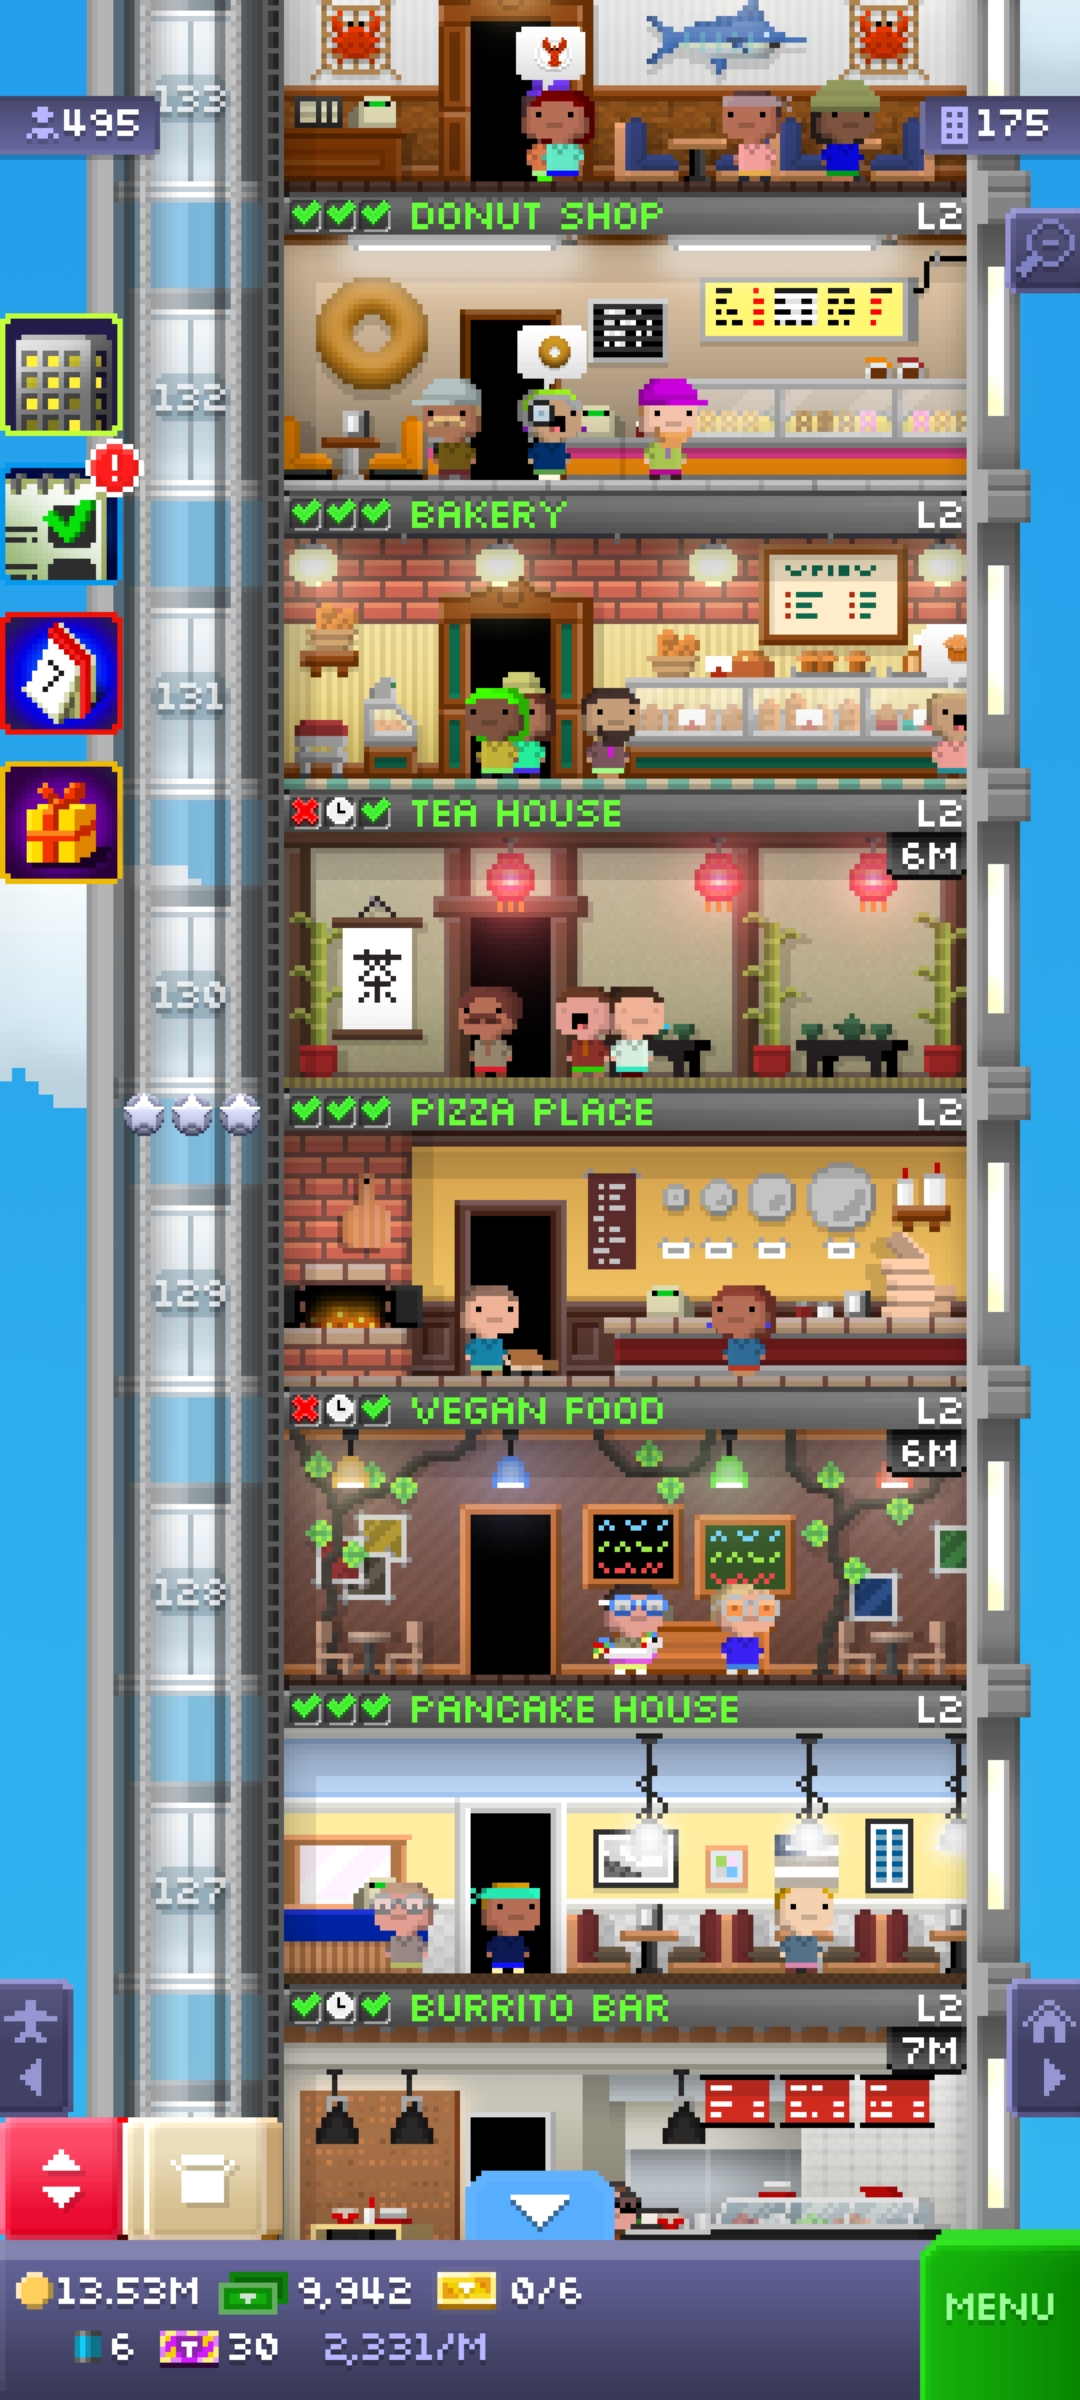 133
495
175
DONUT SHOP L2
132
BAKERY L2
131
TEA HOUSE L2
6M
茶
130
PIZZA PLACE L2
129
VEGAN FOOD L2
6M
128
PANCAKE HOUSE L2
127
BURRITO BAR L2
7M
13.53M 9,942 0/6
6 T 30 2,331/M
MENU